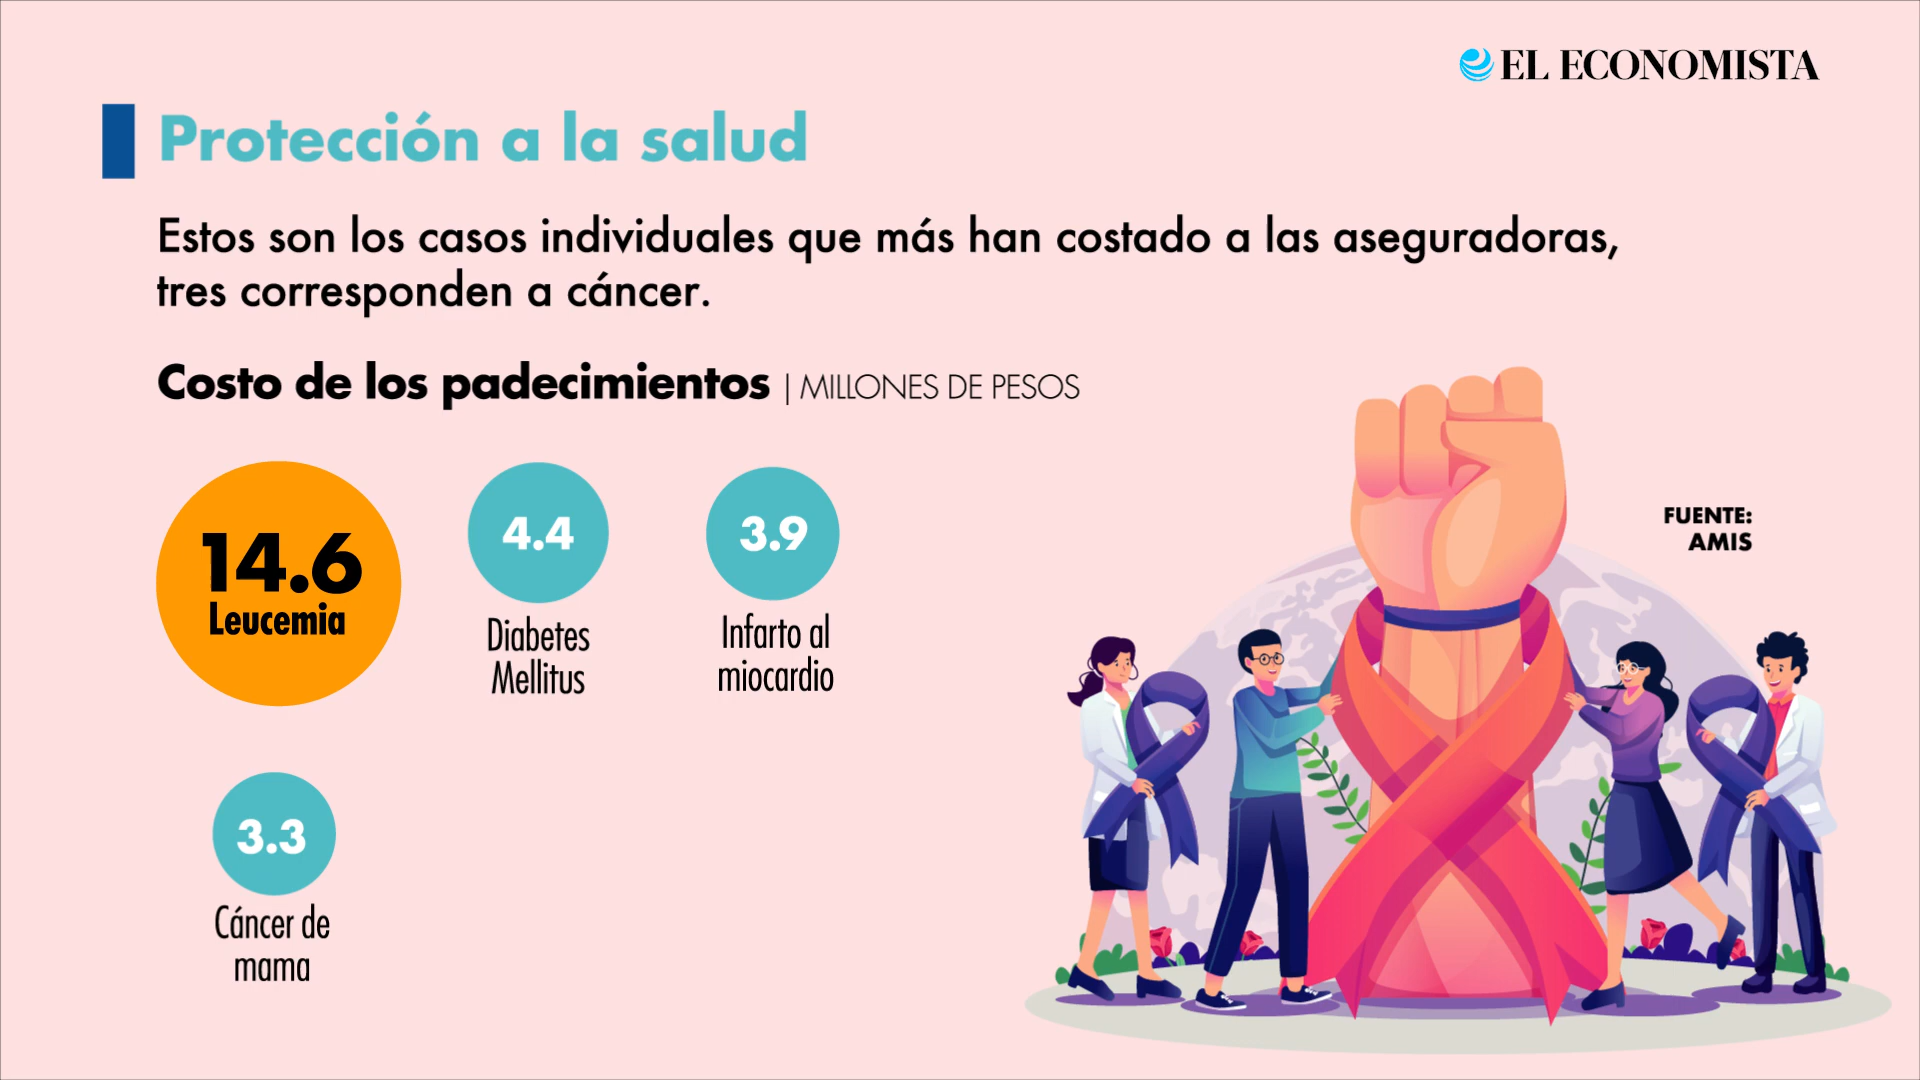 EL ECONOMISTA
Protección a la salud
Estos son los casos individuales que más han costado a las aseguradoras,
tres corresponden a cáncer.
Costo de los padecimientos | MILLONES DE PESOS
14.6
Leucemia
4.4
Diabetes
Mellitus
3.9
Infarto al
miocardio
3.3
Cáncer de
mama
FUENTE:
AMIS